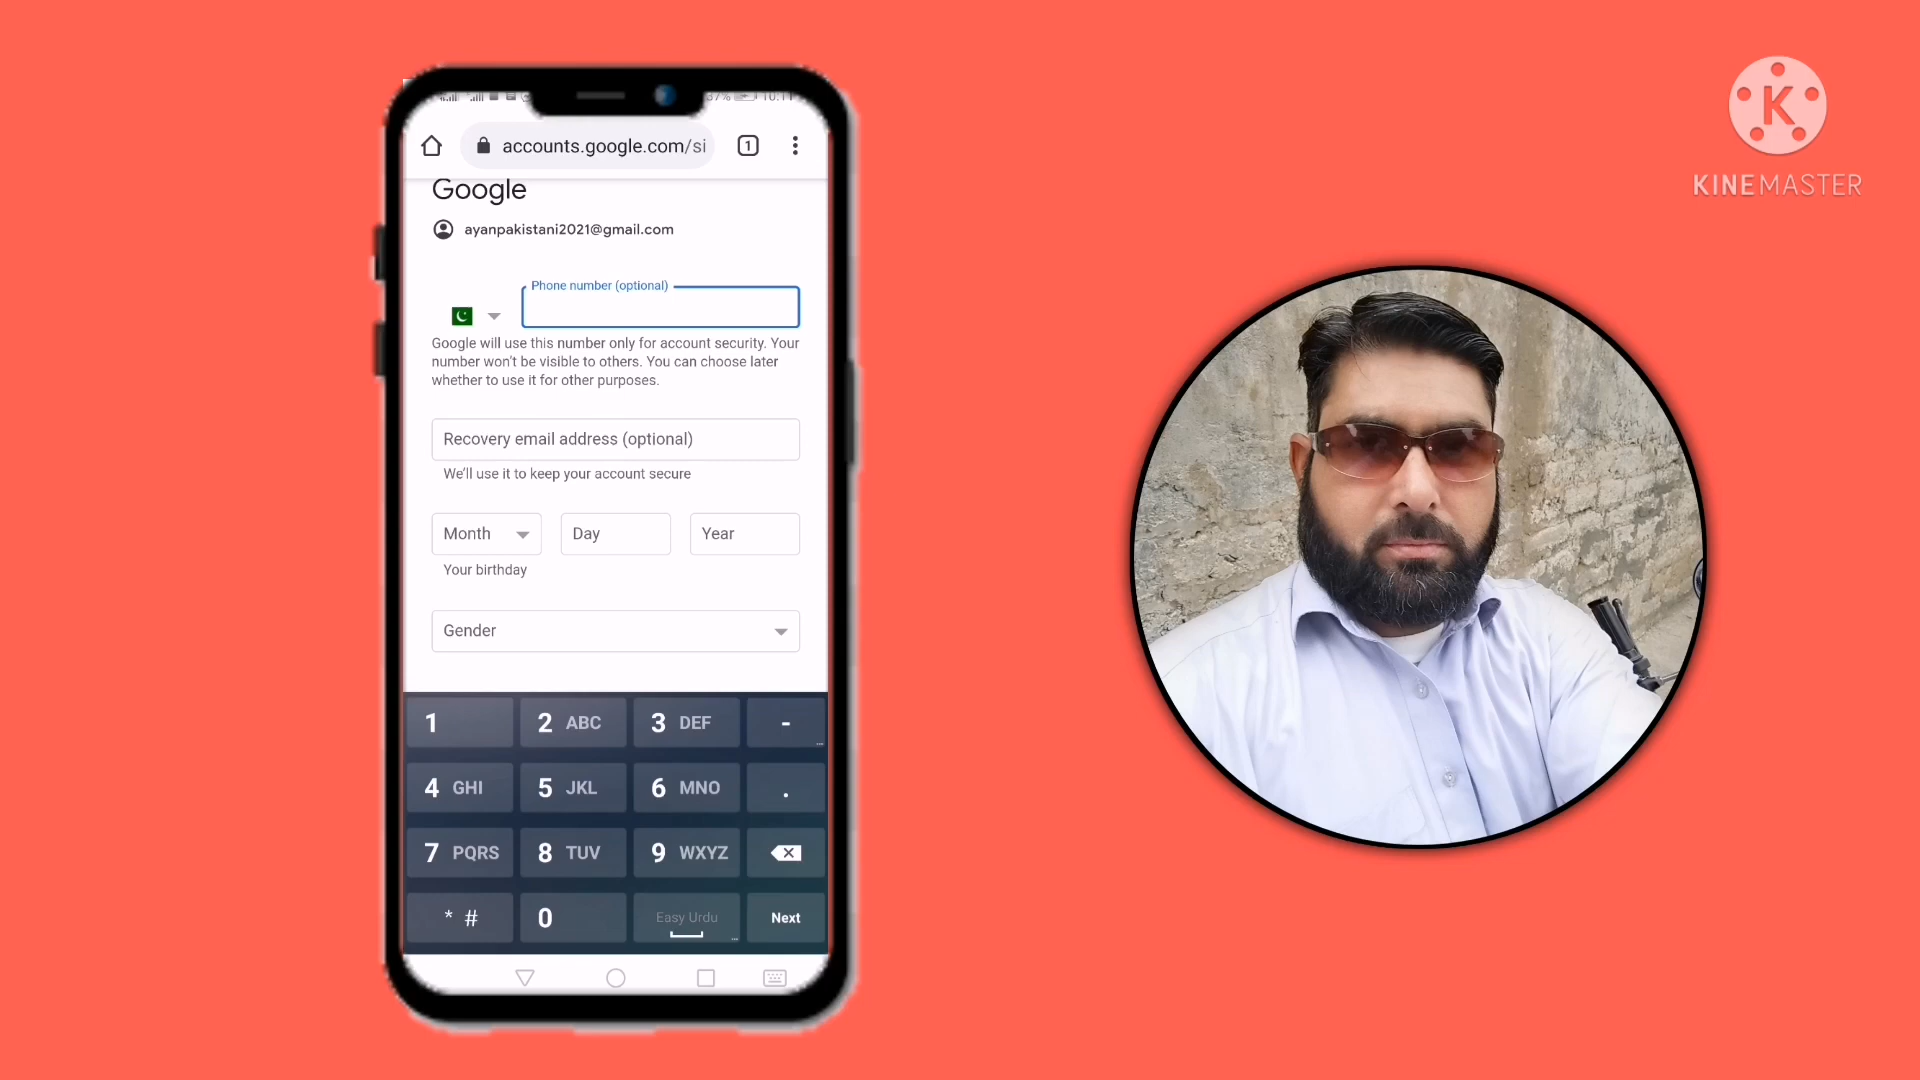 37% 10:11
accounts.google.com/si
1
Google
ayanpakistani2021@gmail.com
Phone number (optional)
Google will use this number only for account security. Your
number won't be visible to others. You can choose later
whether to use it for other purposes.
Recovery email address (optional)
We'll use it to keep your account secure
Month Day Year
Your birthday
Gender
1 2 ABC 3 DEF -
4 GHI 5 JKL 6 MNO .
7 PQRS 8 TUV 9 WXYZ
* # 0 Easy Urdu Next
K
KINEMASTER